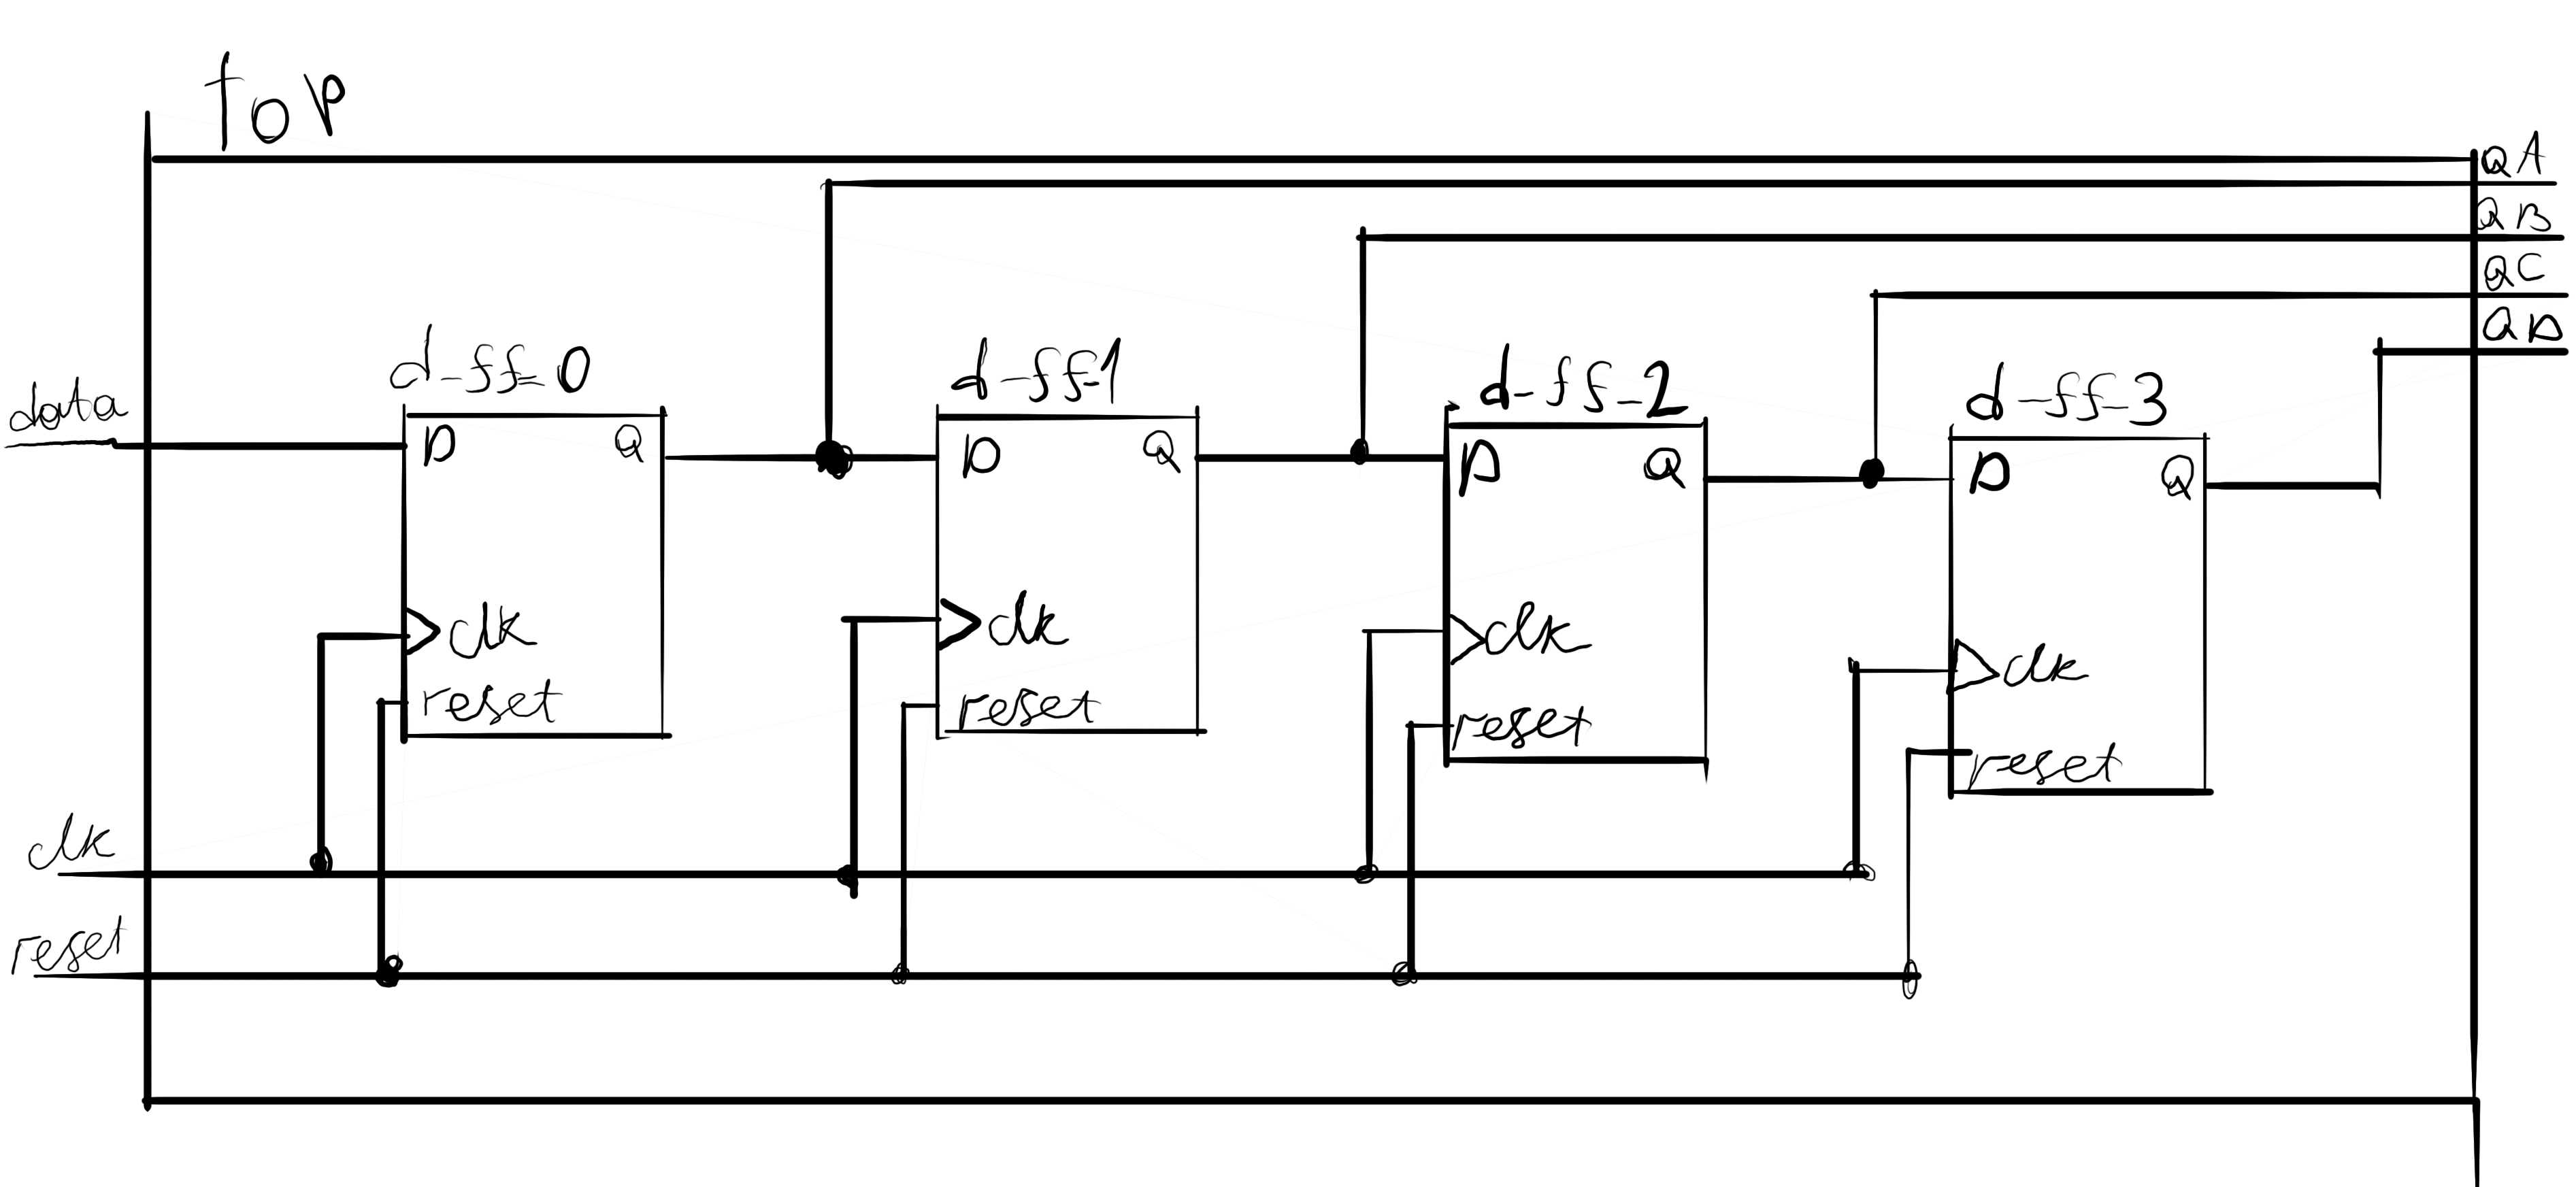 top
QA
QB
QC
QD
d-ff-0
d-ff-1
d-ff-2
d-ff-3
data
D Q
D Q
D Q
D Q
clk
clk
clk
clk
reset
reset
reset
reset
clk
reset